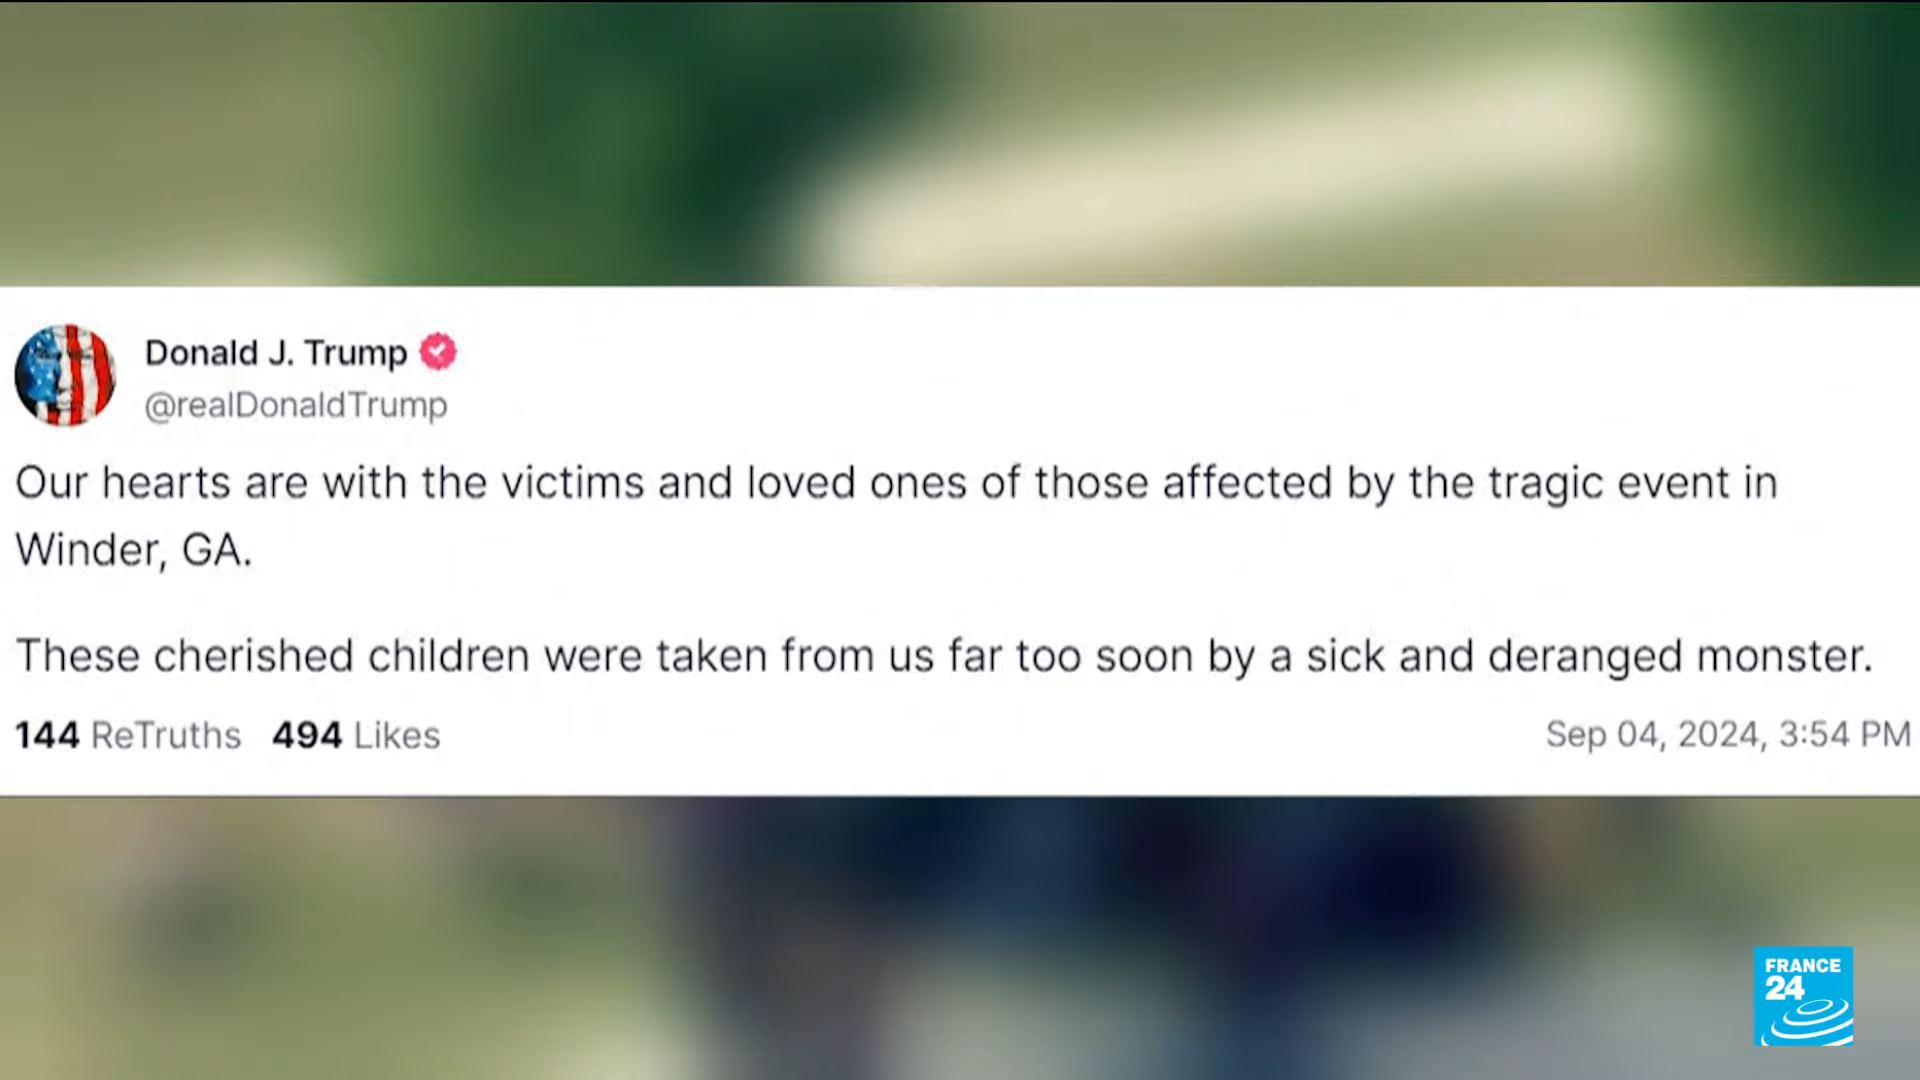 Donald J. Trump
@realDonaldTrump
Our hearts are with the victims and loved ones of those affected by the tragic event in
Winder, GA.
These cherished children were taken from us far too soon by a sick and deranged monster.
144 ReTruths 494 Likes
Sep 04, 2024, 3:54 PM
FRANCE
24